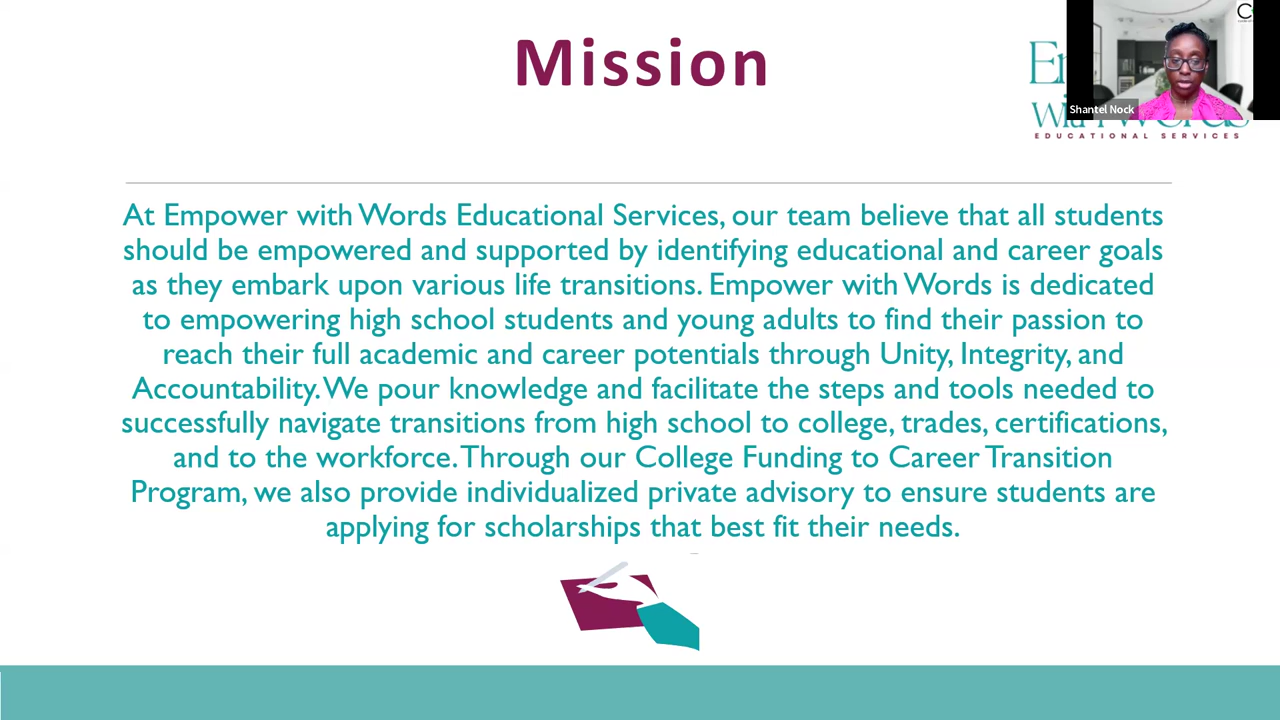 Mission
Shantel Nock
EDUCATIONAL SERVICES
At Empower with Words Educational Services, our team believe that all students
should be empowered and supported by identifying educational and career goals
as they embark upon various life transitions. Empower with Words is dedicated
to empowering high school students and young adults to find their passion to
reach their full academic and career potentials through Unity, Integrity, and
Accountability. We pour knowledge and facilitate the steps and tools needed to
successfully navigate transitions from high school to college, trades, certifications,
and to the workforce. Through our College Funding to Career Transition
Program, we also provide individualized private advisory to ensure students are
applying for scholarships that best fit their needs.